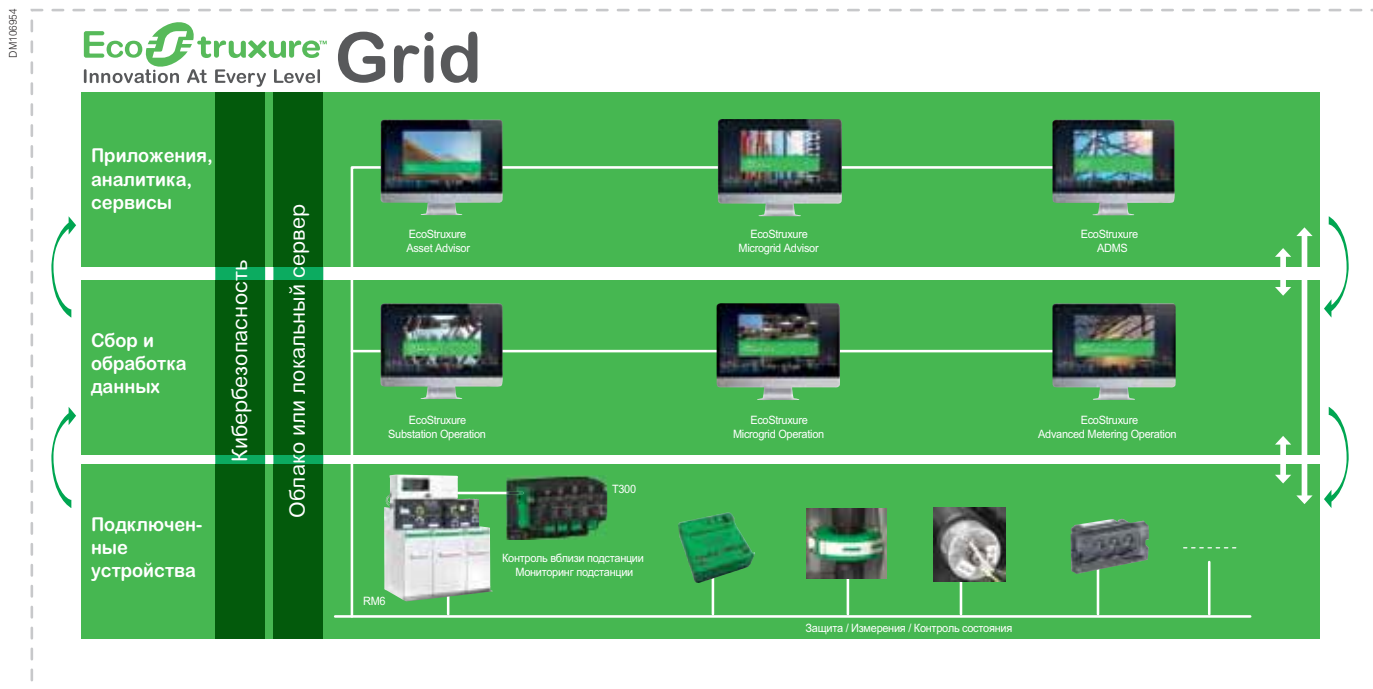 DM106954
EcoStruxure™ Grid
Innovation At Every Level
Приложения,
аналитика,
сервисы
Кибербезопасность
Облако или локальный сервер
EcoStruxure
Asset Advisor
EcoStruxure
Microgrid Advisor
EcoStruxure
ADMS
Сбор и
обработка
данных
EcoStruxure
Substation Operation
EcoStruxure
Microgrid Operation
EcoStruxure
Advanced Metering Operation
Подключен-
ные
устройства
T300
Контроль вблизи подстанции
Мониторинг подстанции
RM6
Защита / Измерения / Контроль состояния